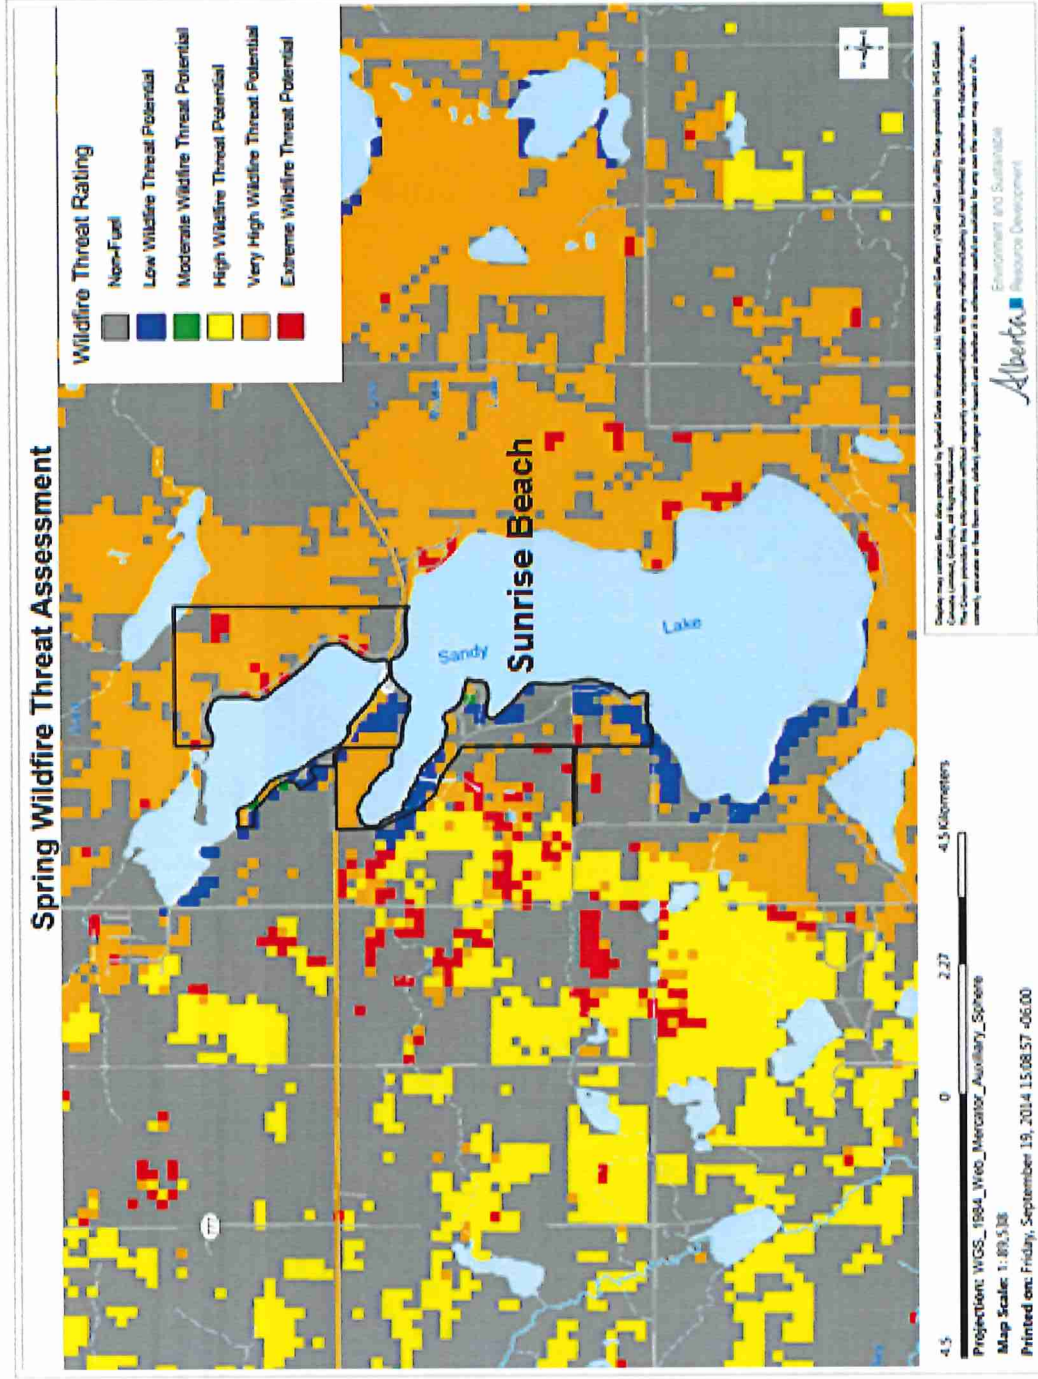 Spring Wildfire Threat Assessment
Wildfire Threat Rating
Non-Fuel
Low Wildfire Threat Potential
Moderate Wildfire Threat Potential
High Wildfire Threat Potential
Very High Wildfire Threat Potential
Extreme Wildfire Threat Potential
Sunrise Beach
Sandy
Lake
777
4.5
0
2.27
4.5 Kilometers
Projection: WGS_1984_Web_Mercator_Auxiliary_Sphere
Map Scale: 1: 89,538
Printed on: Friday, September 19, 2014 15:08:57 -06:00
Alberta
Environment and Sustainable
Resource Development